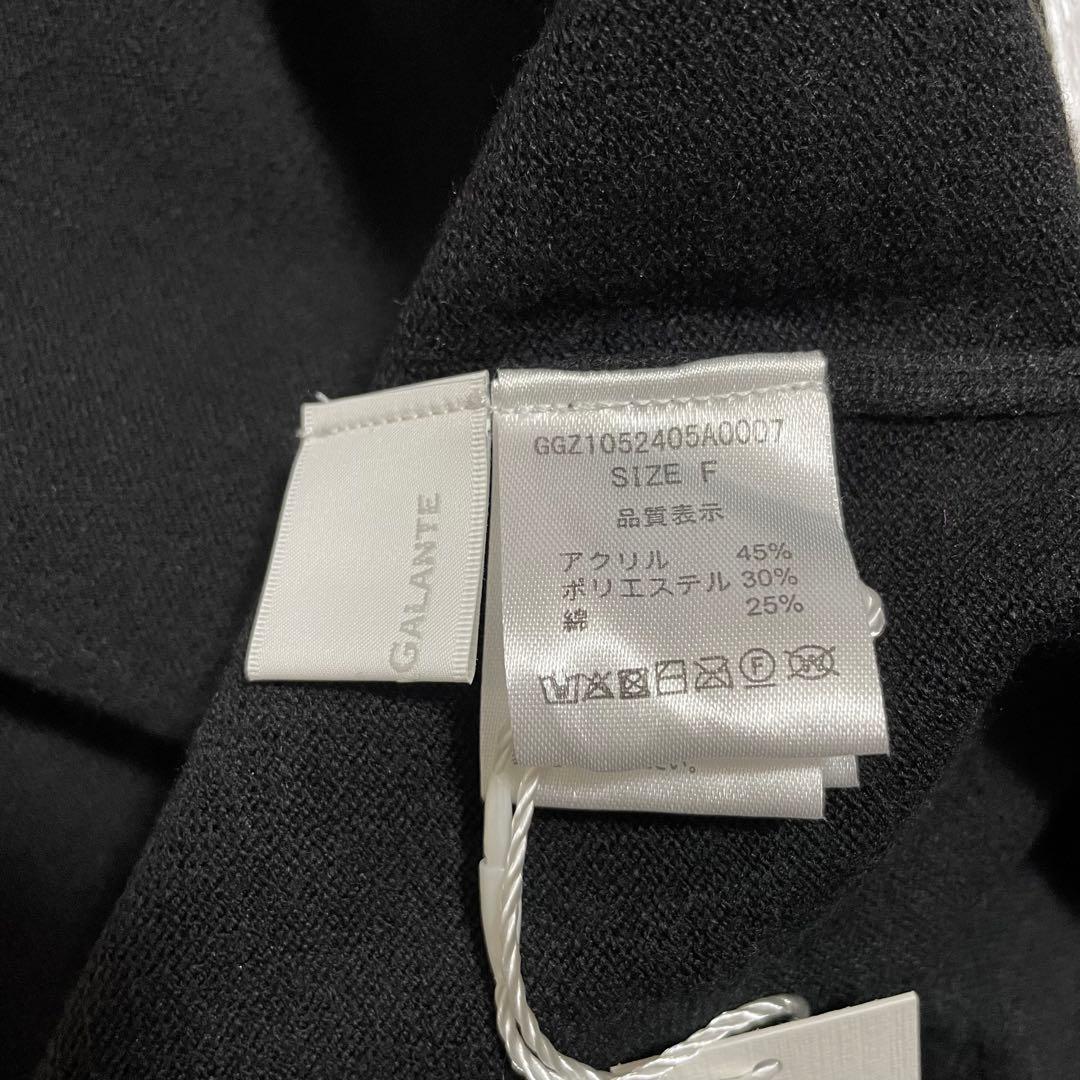 GALANTE
GGZ1052405A0007
SIZE F
品質表示
アクリル 45%
ポリエステル 30%
綿 25%
F
い。